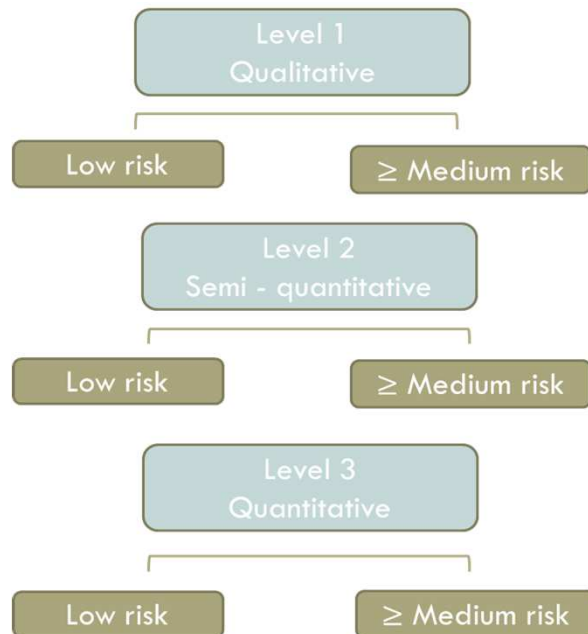 Level 1
Qualitative
Low risk
≥ Medium risk
Level 2
Semi - quantitative
Low risk
≥ Medium risk
Level 3
Quantitative
Low risk
≥ Medium risk